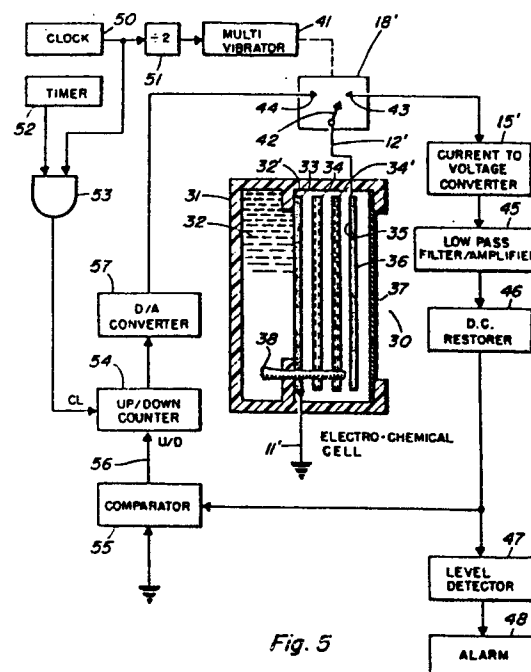 50
CLOCK
÷2
51
MULTI
VIBRATOR
41
18'
44
43
42
12'
TIMER
52
53
15'
CURRENT TO
VOLTAGE
CONVERTER
45
LOW PASS
FILTER/AMPLIFIER
46
D.C.
RESTORER
31
32
32'
33
34
34'
35
36
37
30
38
57
D/A
CONVERTER
54
CL
UP/DOWN
COUNTER
56
U/D
11'
ELECTRO-CHEMICAL
CELL
COMPARATOR
55
47
LEVEL
DETECTOR
48
ALARM
Fig. 5